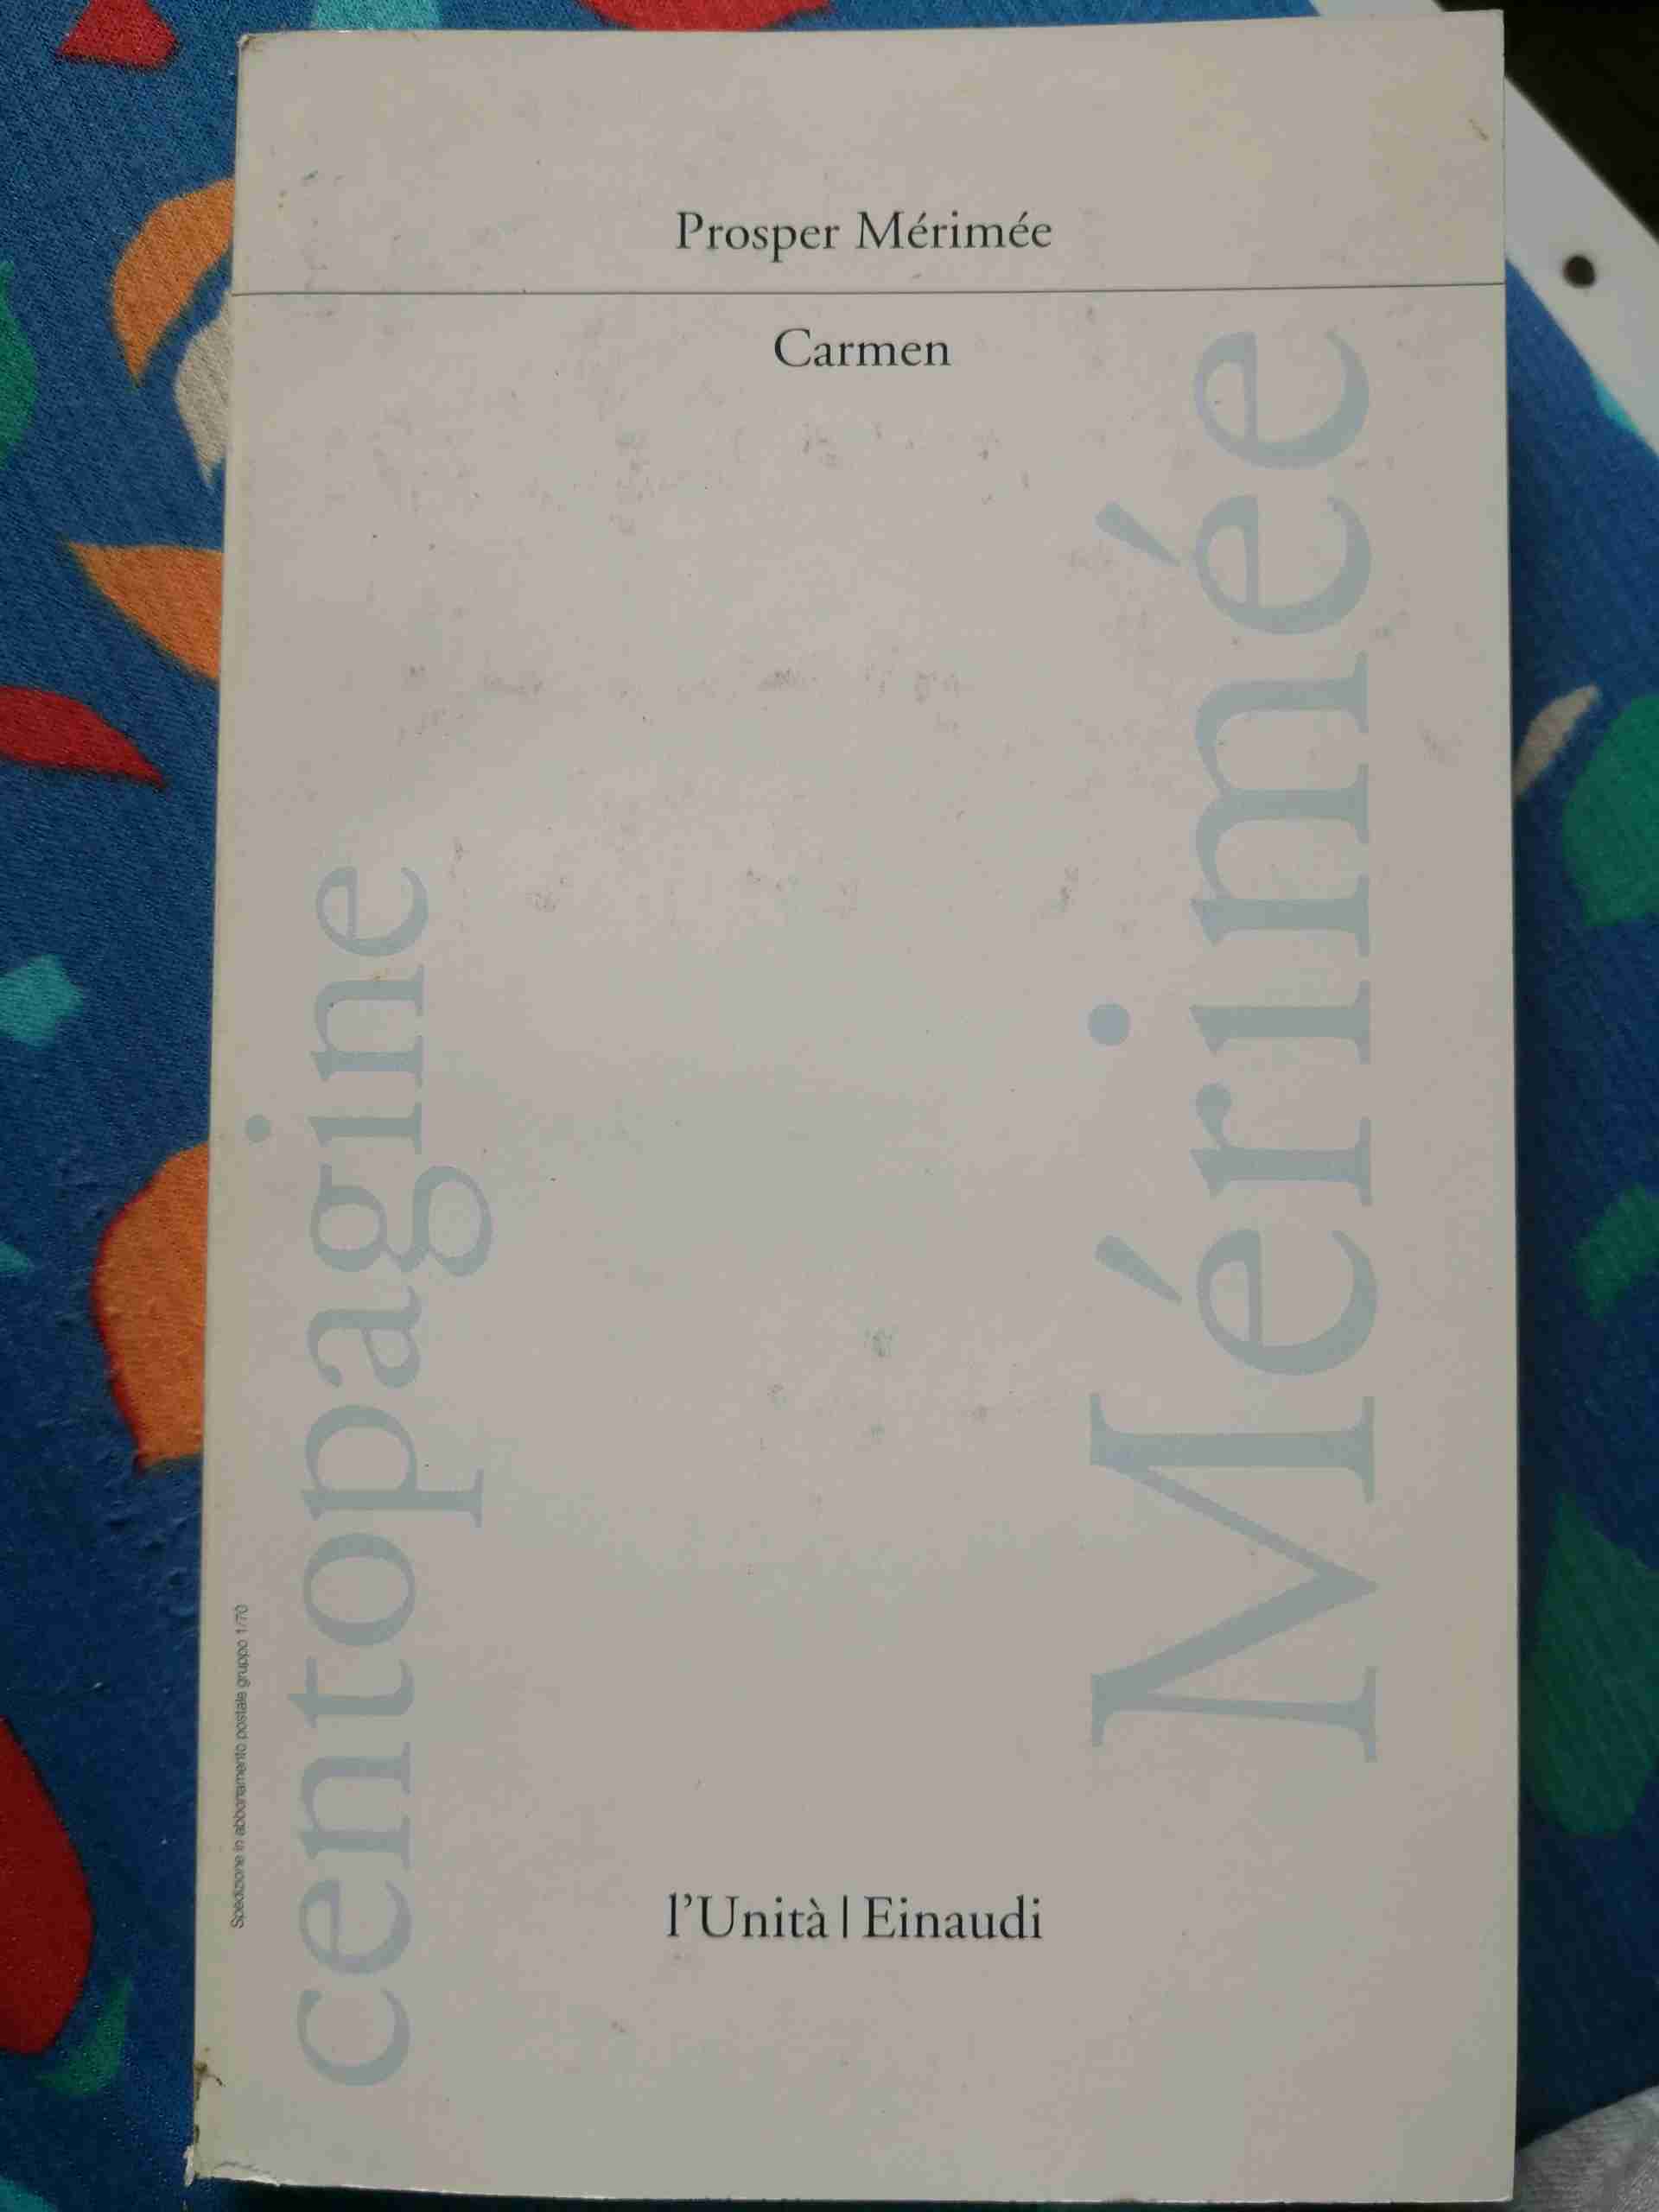 Prosper Mérimée
Carmen
Mérimée
centopagine
Spedizione in abbonamento postale gruppo 1/70
l'Unità | Einaudi